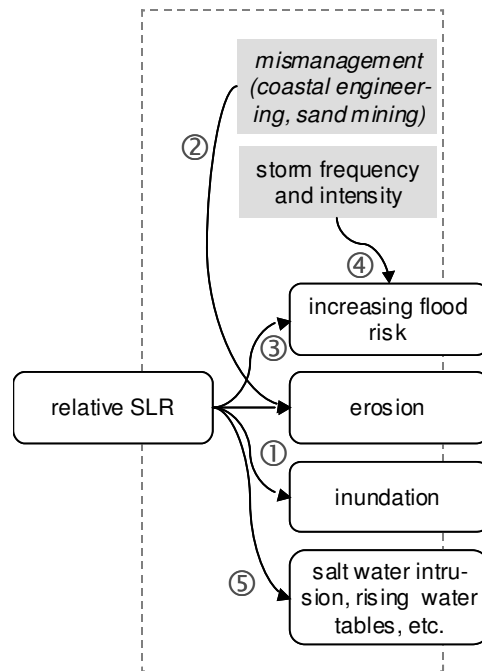 mismanagement
(coastal engineer-
ing, sand mining)
②
storm frequency
and intensity
④
increasing flood
risk
③
relative SLR
erosion
①
inundation
⑤
salt water intru-
sion, rising water
tables, etc.